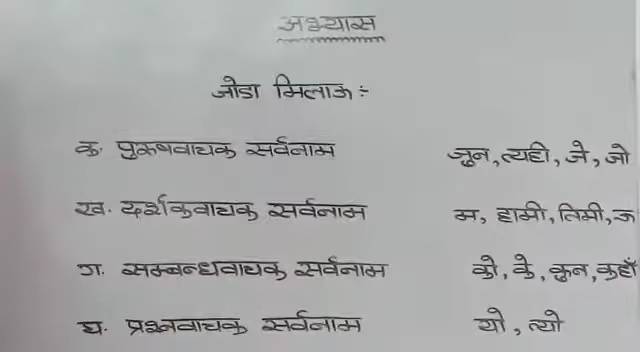 अभ्यास
जोडा मिलाऊ :-
क. पुरुषवाचक सर्वनाम जुन, त्यही, जे, जो
ख. दर्शकवाचक सर्वनाम म, हामी, तिमी, ऊ
ग. सम्बन्धवाचक सर्वनाम को, के, कुन, कहाँ
घ. प्रश्नवाचक सर्वनाम यो, त्यो